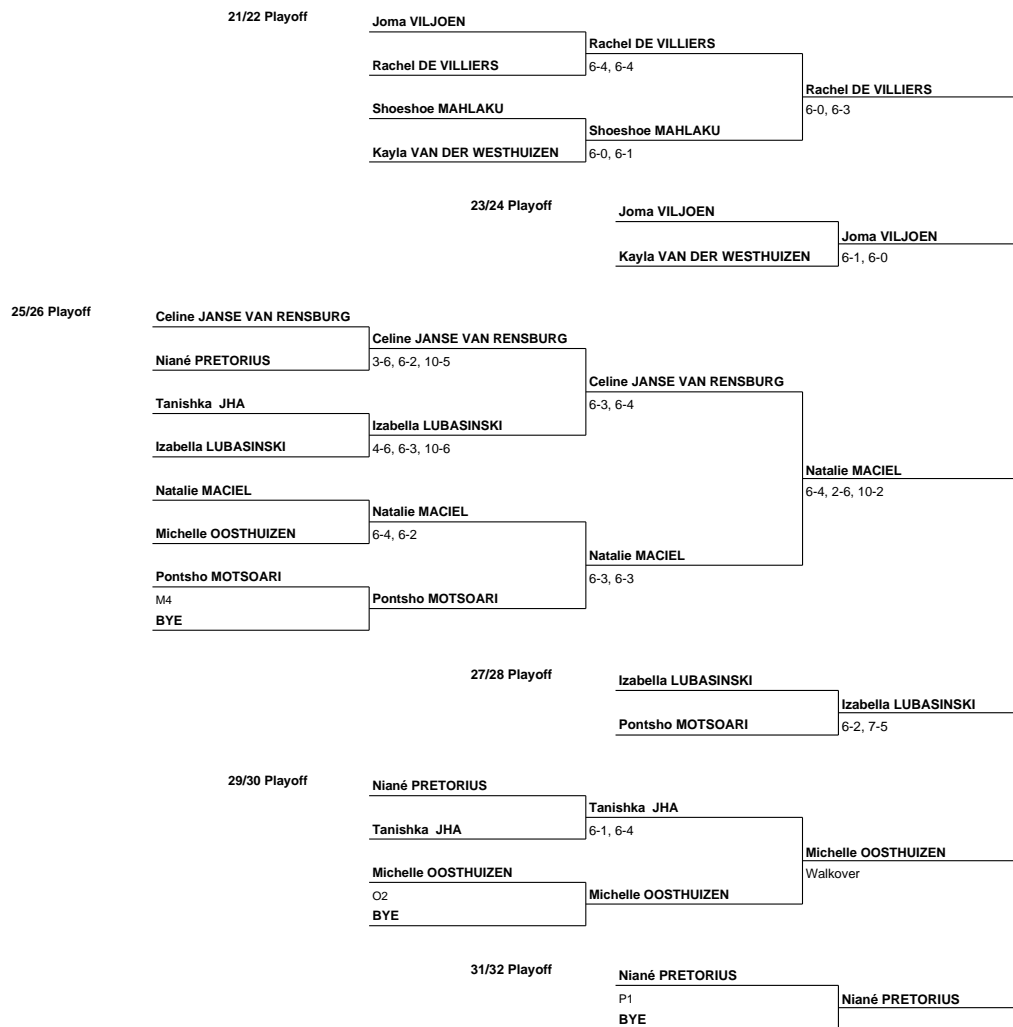 21/22 Playoff
Joma VILJOEN
Rachel DE VILLIERS
Rachel DE VILLIERS
6-4, 6-4
Rachel DE VILLIERS
6-0, 6-3
Shoeshoe MAHLAKU
Shoeshoe MAHLAKU
Kayla VAN DER WESTHUIZEN
6-0, 6-1
23/24 Playoff
Joma VILJOEN
Joma VILJOEN
Kayla VAN DER WESTHUIZEN
6-1, 6-0
25/26 Playoff
Celine JANSE VAN RENSBURG
Celine JANSE VAN RENSBURG
Niané PRETORIUS
3-6, 6-2, 10-5
Celine JANSE VAN RENSBURG
6-3, 6-4
Tanishka  JHA
Izabella LUBASINSKI
Izabella LUBASINSKI
4-6, 6-3, 10-6
Natalie MACIEL
6-4, 2-6, 10-2
Natalie MACIEL
Natalie MACIEL
Michelle OOSTHUIZEN
6-4, 6-2
Natalie MACIEL
6-3, 6-3
Pontsho MOTSOARI
M4
Pontsho MOTSOARI
BYE
27/28 Playoff
Izabella LUBASINSKI
Izabella LUBASINSKI
Pontsho MOTSOARI
6-2, 7-5
29/30 Playoff
Niané PRETORIUS
Tanishka  JHA
Tanishka  JHA
6-1, 6-4
Michelle OOSTHUIZEN
Walkover
Michelle OOSTHUIZEN
O2
Michelle OOSTHUIZEN
BYE
31/32 Playoff
Niané PRETORIUS
P1
Niané PRETORIUS
BYE